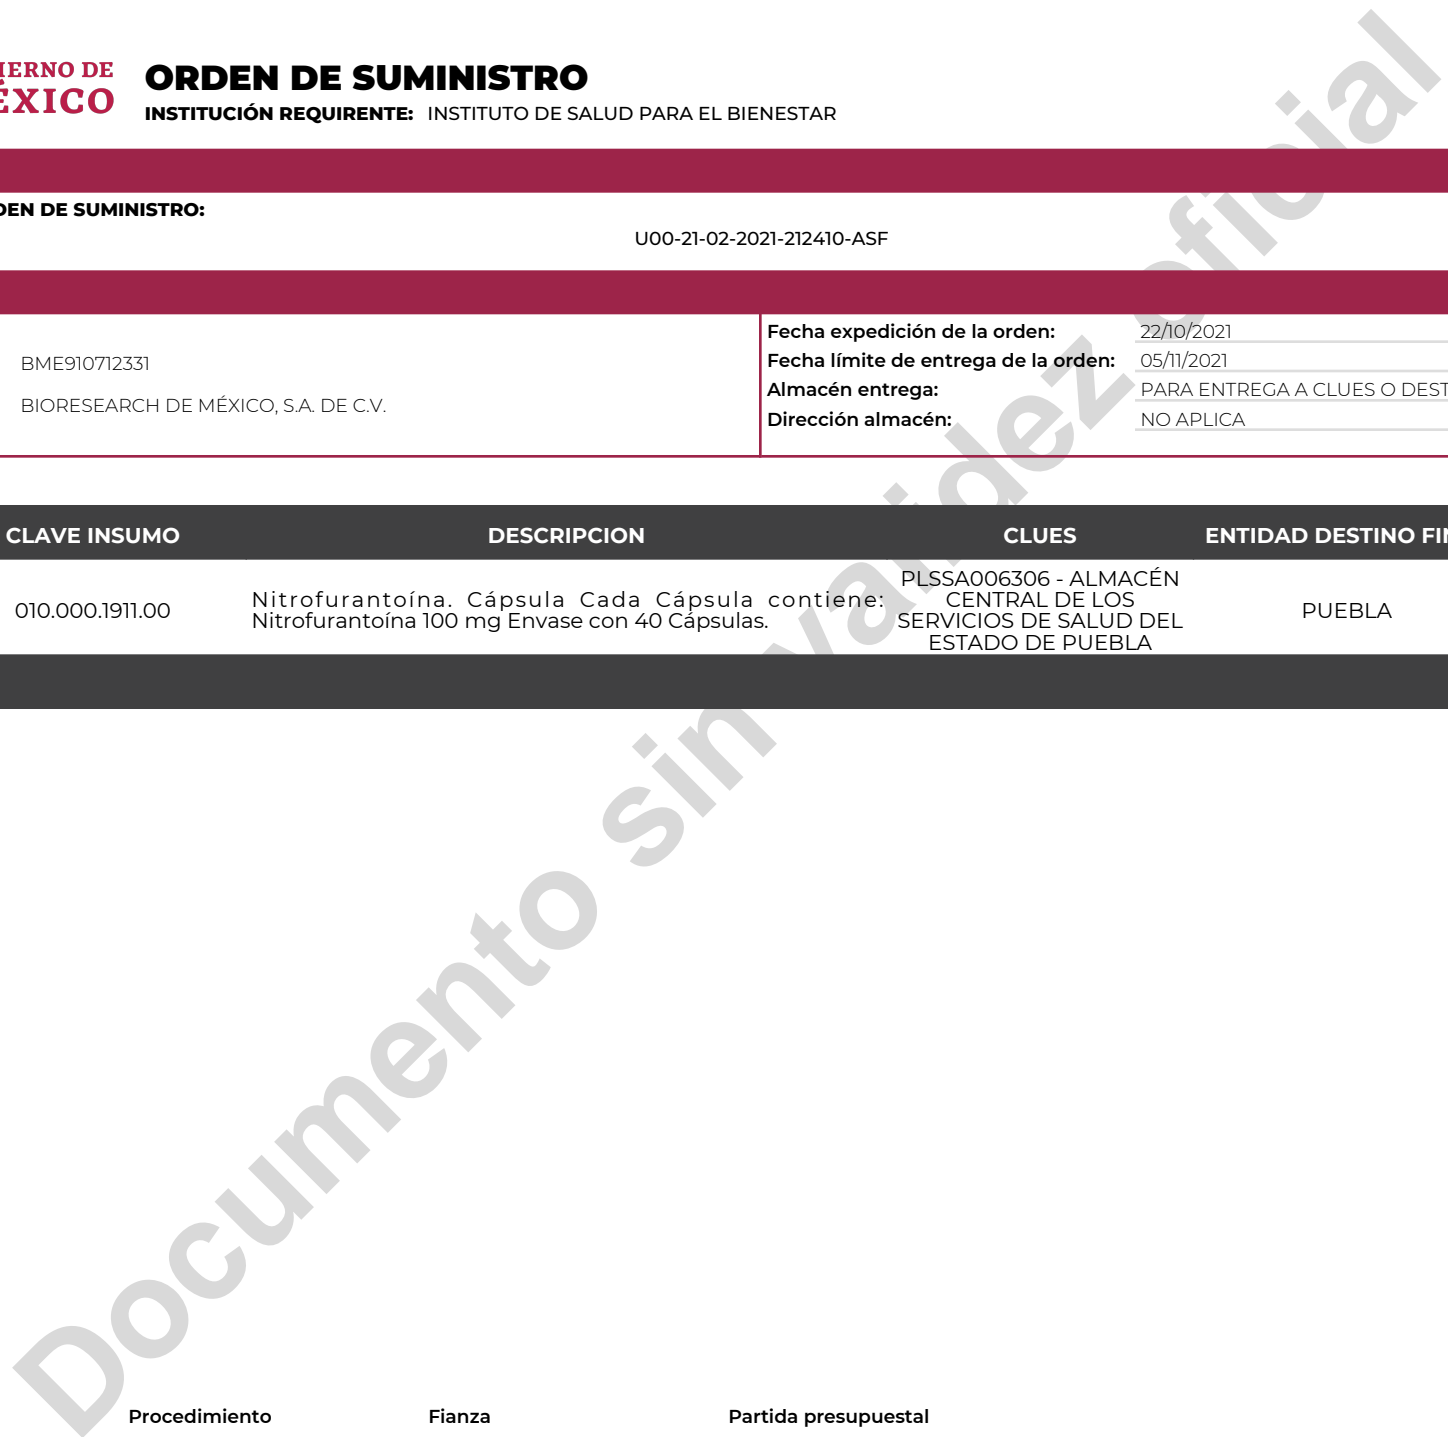 IERNO DE
ÉXICO
ORDEN DE SUMINISTRO
INSTITUCIÓN REQUIRENTE: INSTITUTO DE SALUD PARA EL BIENESTAR
DEN DE SUMINISTRO:
U00-21-02-2021-212410-ASF
BME910712331
BIORESEARCH DE MÉXICO, S.A. DE C.V.
Fecha expedición de la orden: 22/10/2021
Fecha límite de entrega de la orden: 05/11/2021
Almacén entrega: PARA ENTREGA A CLUES O DEST
Dirección almacén: NO APLICA
CLAVE INSUMO DESCRIPCION CLUES ENTIDAD DESTINO FIN
010.000.1911.00
Nitrofurantoína. Cápsula Cada Cápsula contiene:
Nitrofurantoína 100 mg Envase con 40 Cápsulas.
PLSSA006306 - ALMACÉN
CENTRAL DE LOS
SERVICIOS DE SALUD DEL
ESTADO DE PUEBLA
PUEBLA
Documento sin validez oficial
Procedimiento Fianza Partida presupuestal